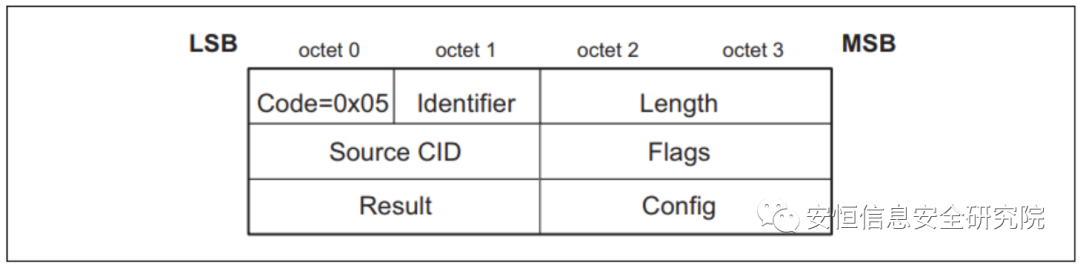 LSB octet 0 octet 1 octet 2 octet 3 MSB
Code=0x05 Identifier Length
Source CID Flags
Result Config
安恒信息安全研究院